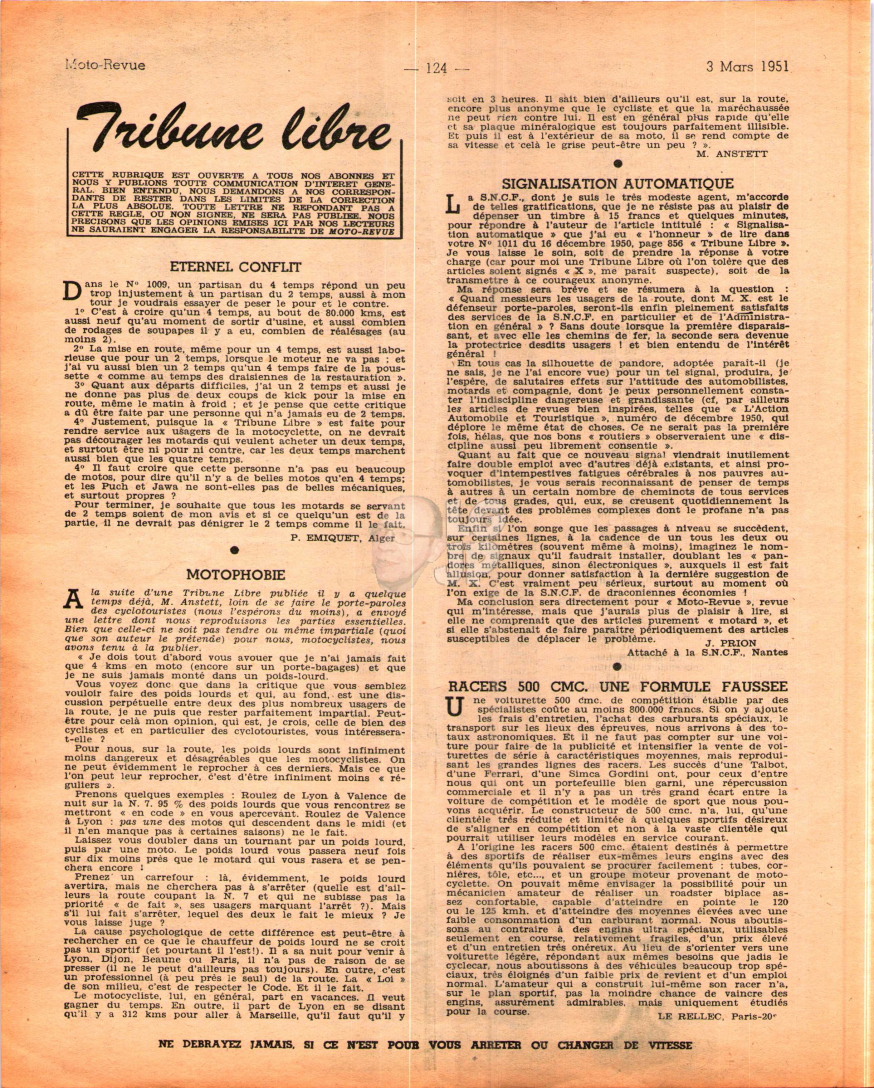 Moto-Revue
— 124 —
3 Mars 1951
Tribune libre
CETTE RUBRIQUE EST OUVERTE A TOUS NOS ABONNES ET
NOUS Y PUBLIONS TOUTE COMMUNICATION D'INTERET GENE-
RAL. BIEN ENTENDU, NOUS DEMANDONS A NOS CORRESPON-
DANTS DE RESTER DANS LES LIMITES DE LA CORRECTION
LA PLUS ABSOLUE. TOUTE LETTRE NE REPONDANT PAS A
CETTE REGLE, OU NON SIGNEE, NE SERA PAS PUBLIEE. NOUS
PRECISONS QUE LES OPINIONS EMISES ICI PAR NOS LECTEURS
NE SAURAIENT ENGAGER LA RESPONSABILITE DE MOTO-REVUE
ETERNEL CONFLIT
Dans le N° 1009, un partisan du 4 temps répond un peu
trop injustement à un partisan du 2 temps, aussi à mon
tour je voudrais essayer de peser le pour et le contre.
1° C'est à croire qu'un 4 temps, au bout de 80.000 kms, est
aussi neuf qu'au moment de sortir d'usine, et aussi combien
de rodages de soupapes il y a eu, combien de réalésages (au
moins 2).
2° La mise en route, même pour un 4 temps, est aussi labo-
rieuse que pour un 2 temps, lorsque le moteur ne va pas ; et
j'ai vu aussi bien un 2 temps qu'un 4 temps faire de la pous-
sette « comme au temps des draisiennes de la restauration ».
3° Quant aux départs difficiles, j'ai un 2 temps et aussi je
ne donne pas plus de deux coups de kick pour la mise en
route, même le matin à froid ; et je pense que cette critique
a dû être faite par une personne qui n'a jamais eu de 2 temps.
4° Justement, puisque la « Tribune Libre » est faite pour
rendre service aux usagers de la motocyclette, on ne devrait
pas décourager les motards qui veulent acheter un deux temps,
et surtout être ni pour ni contre, car les deux temps marchent
aussi bien que les quatre temps.
4° Il faut croire que cette personne n'a pas eu beaucoup
de motos, pour dire qu'il n'y a de belles motos qu'en 4 temps;
et les Puch et Jawa ne sont-elles pas de belles mécaniques,
et surtout propres ?
Pour terminer, je souhaite que tous les motards se servant
de 2 temps soient de mon avis et si ce quelqu'un est de la
partie, il ne devrait pas dénigrer le 2 temps comme il le fait.
P. EMIQUET, Alger
MOTOPHOBIE
A la suite d'une Tribune Libre publiée il y a quelque
temps déjà, M. Anstett, loin de se faire le porte-paroles
des cyclotouristes (nous l'espérons du moins), a envoyé
une lettre dont nous reproduisons les parties essentielles.
Bien que celle-ci ne soit pas tendre ou même impartiale (quoi
que son auteur le prétende) pour nous, motocyclistes, nous
avons tenu à la publier.
« Je dois tout d'abord vous avouer que je n'ai jamais fait
que 4 kms en moto (encore sur un porte-bagages) et que
je ne suis jamais monté dans un poids-lourd.
Vous voyez donc que dans la critique que vous semblez
vouloir faire des poids lourds et qui, au fond, est une dis-
cussion perpétuelle entre deux des plus nombreux usagers de
la route, je ne puis que rester parfaitement impartial. Peut-
être pour celà mon opinion, qui est, je crois, celle de bien des
cyclistes et en particulier des cyclotouristes, vous intéressera-
t-elle ?
Pour nous, sur la route, les poids lourds sont infiniment
moins dangereux et désagréables que les motocyclistes. On
ne peut évidemment le reprocher à ces derniers. Mais ce que
l'on peut leur reprocher, c'est d'être infiniment moins « ré-
guliers ».
Prenons quelques exemples : Roulez de Lyon à Valence de
nuit sur la N. 7. 95 % des poids lourds que vous rencontrez se
mettront « en code » en vous apercevant. Roulez de Valence
à Lyon : pas une des motos qui descendent dans le midi (et
il n'en manque pas à certaines saisons) ne le fait.
Laissez vous doubler dans un tournant par un poids lourd,
puis par une moto. Le poids lourd vous passera neuf fois
sur dix moins près que le motard qui vous rasera et se pen-
chera encore !
Prenez un carrefour : là, évidemment, le poids lourd
avertira, mais ne cherchera pas à s'arrêter (quelle est d'ail-
leurs la route coupant la N. 7 et qui ne subisse pas la
priorité « de fait », ses usagers marquant l'arrêt ?). Mais
s'il lui fait s'arrêter, lequel des deux le fait le mieux ? Je
vous laisse juge ?
La cause psychologique de cette différence est peut-être à
rechercher en ce que le chauffeur de poids lourd ne se croit
pas un sportif (et pourtant il l'est!). Il a sa nuit pour venir à
Lyon, Dijon, Beaune ou Paris, il n'a pas de raison de se
presser (il ne le peut d'ailleurs pas toujours). En outre, c'est
un professionnel (à peu près le seul) de la route. La « Loi »
de son milieu, c'est de respecter le Code. Et il le fait.
Le motocycliste, lui, en général, part en vacances. Il veut
gagner du temps. En outre, il part de Lyon en se disant
qu'il y a 312 kms pour aller à Marseille, qu'il faut qu'il y
soit en 3 heures. Il sait bien d'ailleurs qu'il est, sur la route,
encore plus anonyme que le cycliste et que la maréchaussée
ne peut rien contre lui. Il est en général plus rapide qu'elle
et sa plaque minéralogique est toujours parfaitement illisible.
Et puis il est à l'extérieur de sa moto, il se rend compte de
sa vitesse et celà le grise peut-être un peu ? ».
M. ANSTETT
SIGNALISATION AUTOMATIQUE
La S.N.C.F., dont je suis le très modeste agent, m'accorde
de telles gratifications, que je ne résiste pas au plaisir de
dépenser un timbre à 15 francs et quelques minutes,
pour répondre à l'auteur de l'article intitulé : « Signalisa-
tion automatique » que j'ai eu « l'honneur » de lire dans
votre N° 1011 du 16 décembre 1950, page 856 « Tribune Libre ».
Je vous laisse le soin, soit de prendre la réponse à votre
charge (car pour moi une Tribune Libre où l'on tolère que des
articles soient signés « X », me parait suspecte), soit de la
transmettre à ce courageux anonyme.
Ma réponse sera brève et se résumera à la question :
« Quand messieurs les usagers de la route, dont M. X. est le
défenseur porte-paroles, seront-ils enfin pleinement satisfaits
des services de la S.N.C.F. en particulier et de l'Administra-
tion en général » ? Sans doute lorsque la première disparais-
sant, et avec elle les chemins de fer, la seconde sera devenue
la protectrice desdits usagers ! et bien entendu de l'intérêt
général !
En tous cas la silhouette de pandore, adoptée parait-il (je
ne sais, je ne l'ai encore vue) pour un tel signal, produira, je
l'espère, de salutaires effets sur l'attitude des automobilistes,
motards et compagnie, dont je peux personnellement consta-
ter l'indiscipline dangereuse et grandissante (cf, par ailleurs
les articles de revues bien inspirées, telles que « L'Action
Automobile et Touristique », numéro de décembre 1950, qui
déplore le même état de choses. Ce ne serait pas la première
fois, hélas, que nos bons « routiers » observeraient une « dis-
cipline aussi peu librement consentie ».
Quant au fait que ce nouveau signal viendrait inutilement
faire double emploi avec d'autres déjà existants, et ainsi pro-
voquer d'intempestives fatigues cérébrales à nos pauvres au-
tomobilistes, je vous serais reconnaissant de penser de temps
à autres à un certain nombre de cheminots de tous services
et de tous grades, qui, eux, se creusent quotidiennement la
tête devant des problèmes complexes dont le profane n'a pas
toujours idée.
Enfin si l'on songe que les passages à niveau se succèdent,
sur certaines lignes, à la cadence de un tous les deux ou
trois kilomètres (souvent même à moins), imaginez le nom-
bre de signaux qu'il faudrait installer, doublant les « pan-
dores métalliques, sinon électroniques », auxquels il est fait
allusion, pour donner satisfaction à la dernière suggestion de
M. X. C'est vraiment peu sérieux, surtout au moment où
l'on exige de la S.N.C.F. de draconiennes économies !
Ma conclusion sera directement pour « Moto-Revue », revue
qui m'intéresse, mais que j'aurais plus de plaisir à lire, si
elle ne comprenait que des articles purement « motard », et
si elle s'abstenait de faire paraître périodiquement des articles
susceptibles de déplacer le problème.
J. PRION
Attaché à la S.N.C.F., Nantes
RACERS 500 CMC. UNE FORMULE FAUSSEE
Une voiturette 500 cmc. de compétition établie par des
spécialistes coûte au moins 800.000 francs. Si on y ajoute
les frais d'entretien, l'achat des carburants spéciaux, le
transport sur les lieux des épreuves, nous arrivons à des to-
taux astronomiques. Et il ne faut pas compter sur une voi-
ture pour faire de la publicité et intensifier la vente de voi-
turettes de série à caractéristiques moyennes, mais reprodui-
sant les grandes lignes des racers. Les succès d'une Talbot,
d'une Ferrari, d'une Simca Gordini ont, pour ceux d'entre
nous qui ont un portefeuille bien garni, une répercussion
commerciale et il n'y a pas un très grand écart entre la
voiture de compétition et le modèle de sport que nous pou-
vons acquérir. Le constructeur de 500 cmc. n'a, lui, qu'une
clientèle très réduite et limitée à quelques sportifs désireux
de s'aligner en compétition et non à la vaste clientèle qui
pourrait utiliser leurs modèles en service courant.
A l'origine les racers 500 cmc. étaient destinés à permettre
à des sportifs de réaliser eux-mêmes leurs engins avec des
éléments qu'ils pouvaient se procurer facilement : tubes, cor-
nières, tôle, etc..., et un groupe moteur provenant de moto-
cyclette. On pouvait même envisager la possibilité pour un
mécanicien amateur de réaliser un roadster biplace as-
sez confortable, capable d'atteindre en pointe le 120
ou le 125 kmh. et d'atteindre des moyennes élevées avec une
faible consommation d'un carburant normal. Nous aboutis-
sons au contraire à des engins ultra spéciaux, utilisables
seulement en course, relativement fragiles, d'un prix élevé
et d'un entretien très onéreux. Au lieu de s'orienter vers une
voiturette légère, répondant aux mêmes besoins que jadis le
cyclecar, nous aboutissons à des véhicules beaucoup trop spé-
ciaux, très éloignés d'un faible prix de revient et d'un emploi
normal. L'amateur qui a construit lui-même son racer n'a,
sur le plan sportif, pas la moindre chance de vaincre des
engins, assurément admirables, mais uniquement étudiés
pour la course.
LE RELLEC, Paris-20e
NE DEBRAYEZ JAMAIS, SI CE N'EST POUR VOUS ARRETER OU CHANGER DE VITESSE